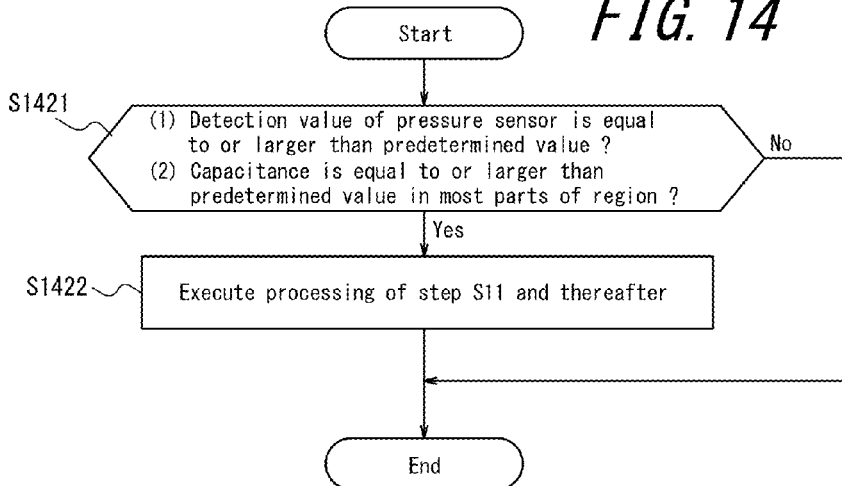 FIG. 14
Start
S1421
(1) Detection value of pressure sensor is equal
to or larger than predetermined value ?
(2) Capacitance is equal to or larger than
predetermined value in most parts of region ?
No
Yes
S1422
Execute processing of step S11 and thereafter
End